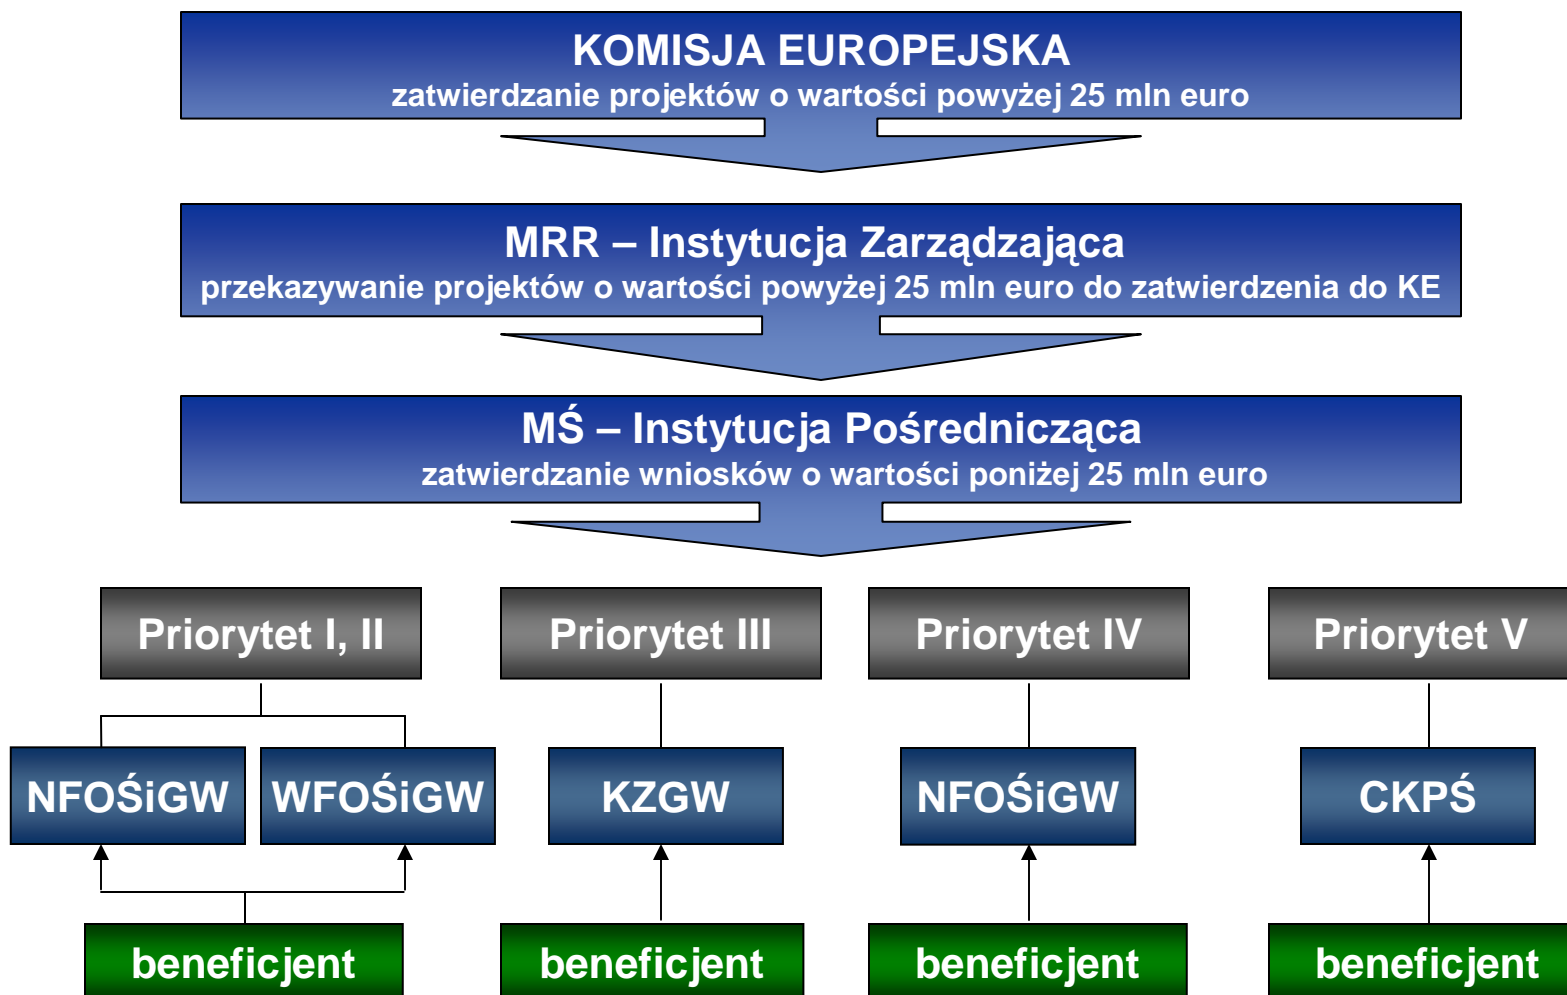 KOMISJA EUROPEJSKA
zatwierdzanie projektów o wartości powyżej 25 mln euro
MRR – Instytucja Zarządzająca
przekazywanie projektów o wartości powyżej 25 mln euro do zatwierdzenia do KE
MŚ – Instytucja Pośrednicząca
zatwierdzanie wniosków o wartości poniżej 25 mln euro
Priorytet I, II
Priorytet III
Priorytet IV
Priorytet V
NFOŚiGW
WFOŚiGW
KZGW
NFOŚiGW
CKPŚ
beneficjent
beneficjent
beneficjent
beneficjent